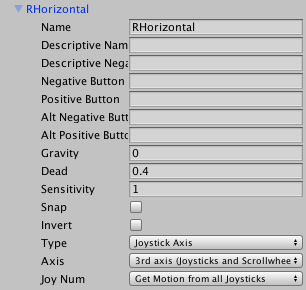 RHorizontal
Name RHorizontal
Descriptive Nam
Descriptive Nega
Negative Button
Positive Button
Alt Negative Butt
Alt Positive Butto
Gravity 0
Dead 0.4
Sensitivity 1
Snap
Invert
Type Joystick Axis
Axis 3rd axis (Joysticks and Scrollwhee
Joy Num Get Motion from all Joysticks